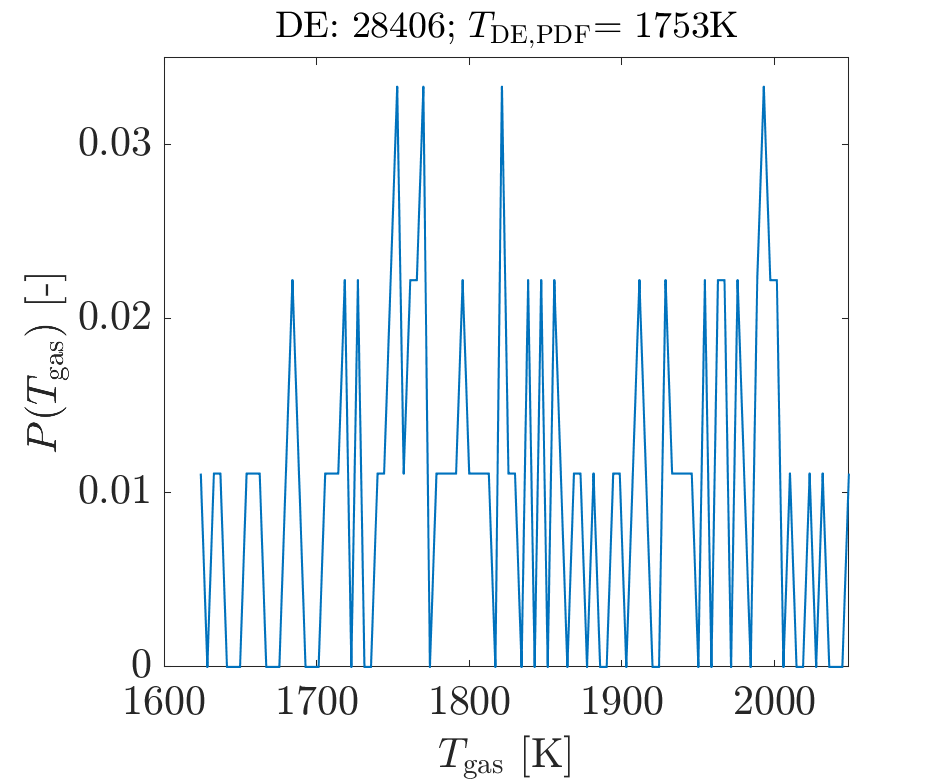 DE: 28406; T_DE,PDF= 1753K
0.03
0.02
0.01
0
P(T_gas) [-]
1600 1700 1800 1900 2000
T_gas [K]